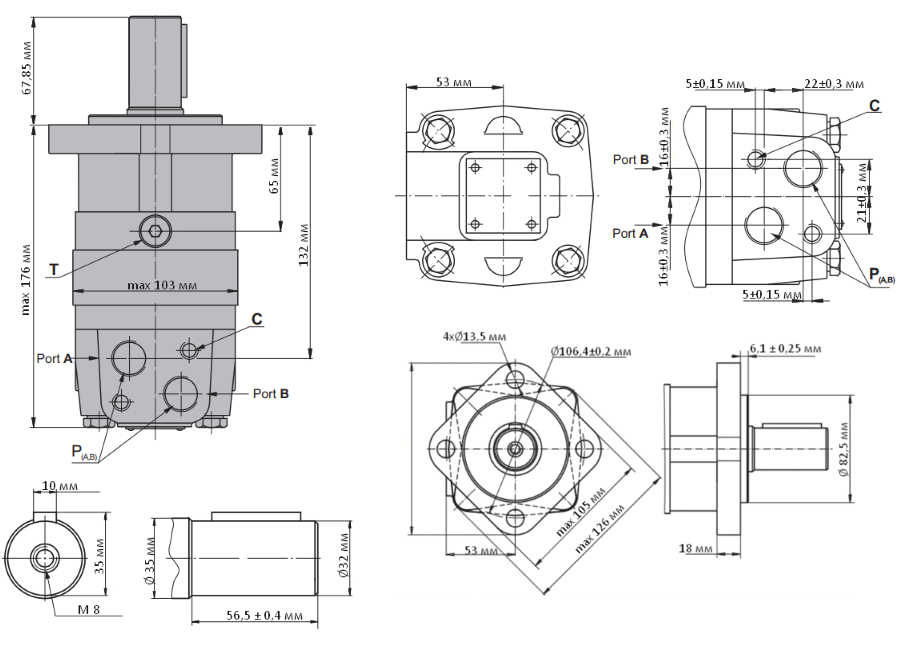 67,85 мм
max 176 мм
65 мм
132 мм
T
max 103 мм
C
Port A
Port B
P(A,B)
53 мм
5±0,15 мм
22±0,3 мм
C
16±0,3 мм
Port B
Port A
21±0,3 мм
16±0,3 мм
P(A,B)
5±0,15 мм
4xØ13,5 мм
Ø106,4±0,2 мм
6,1 ± 0,25 мм
Ø 82,5 мм
max 105 мм
max 126 мм
53 мм
18 мм
10 мм
35 мм
M 8
Ø 35 мм
Ø32 мм
56,5 ± 0,4 мм